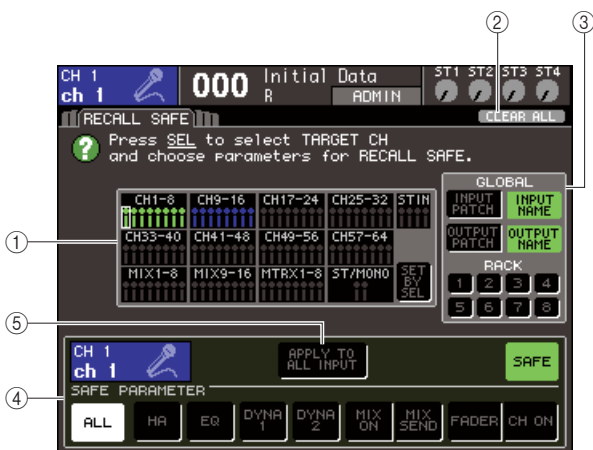 ② ③
CH 1
ch 1
000
Initial Data
R ADMIN
ST1 ST2 ST3 ST4
RECALL SAFE
CLEAR ALL
? Press SEL to select TARGET CH
and choose parameters for RECALL SAFE.
GLOBAL
INPUT PATCH
INPUT NAME
OUTPUT PATCH
OUTPUT NAME
RACK
1 2 3 4
5 6 7 8
①
CH1-8 CH9-16 CH17-24 CH25-32 STIN
CH33-40 CH41-48 CH49-56 CH57-64
MIX1-8 MIX9-16 MTRX1-8 ST/MONO
SET BY SEL
⑤
④
CH 1
ch 1
APPLY TO
ALL INPUT
SAFE
SAFE PARAMETER
ALL HA EQ DYNA 1 DYNA 2 MIX ON MIX SEND FADER CH ON